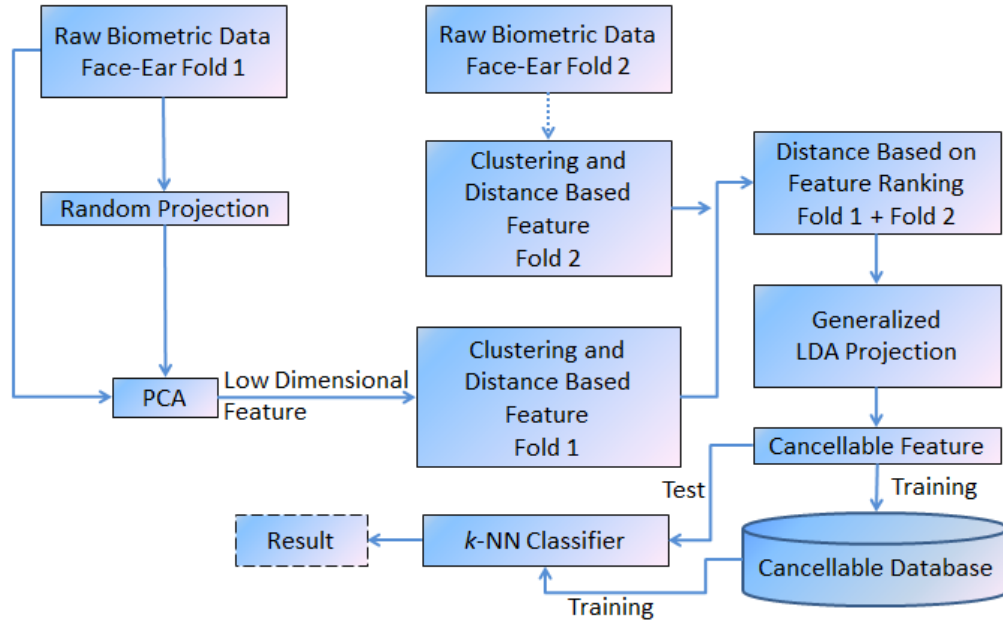 Raw Biometric Data
Face-Ear Fold 1
Raw Biometric Data
Face-Ear Fold 2
Clustering and
Distance Based
Feature
Fold 2
Distance Based on
Feature Ranking
Fold 1 + Fold 2
Random Projection
Generalized
LDA Projection
PCA
Low Dimensional
Feature
Clustering and
Distance Based
Feature
Fold 1
Cancellable Feature
Test
Training
Result
k-NN Classifier
Cancellable Database
Training